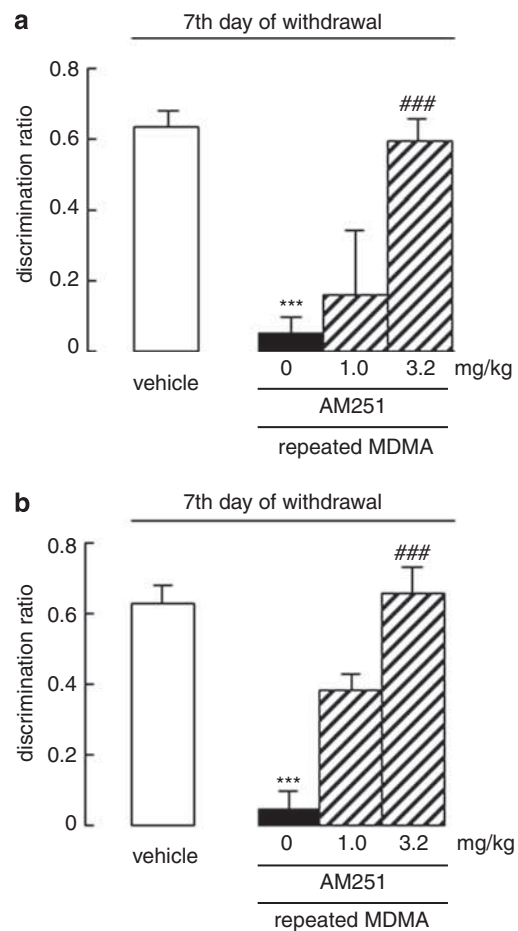 a
7th day of withdrawal
discrimination ratio
0.8
0.6
0.4
0.2
0
***
###
vehicle
0 1.0 3.2 mg/kg
AM251
repeated MDMA
b
7th day of withdrawal
discrimination ratio
0.8
0.6
0.4
0.2
0
***
###
vehicle
0 1.0 3.2 mg/kg
AM251
repeated MDMA